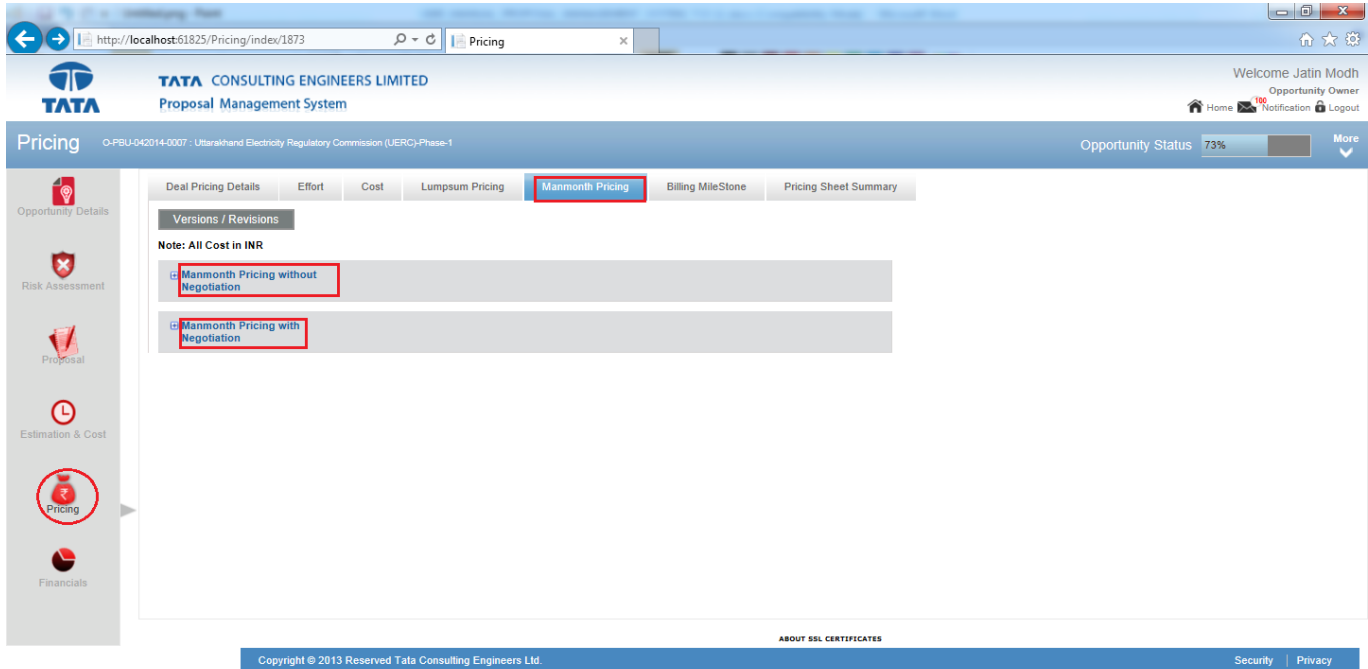 http://localhost:61825/Pricing/index/1873
Pricing
TATA
TATA CONSULTING ENGINEERS LIMITED
Proposal Management System
Welcome Jatin Modh
Opportunity Owner
Home 100 Notification Logout
Pricing O-PBU-042014-0007 : Uttarakhand Electricity Regulatory Commission (UERC)-Phase-1
Opportunity Status 73% More
Opportunity Details
Risk Assessment
Proposal
Estimation & Cost
Pricing
Financials
Deal Pricing Details Effort Cost Lumpsum Pricing Manmonth Pricing Billing MileStone Pricing Sheet Summary
Versions / Revisions
Note: All Cost in INR
Manmonth Pricing without
Negotiation
Manmonth Pricing with
Negotiation
ABOUT SSL CERTIFICATES
Copyright © 2013 Reserved Tata Consulting Engineers Ltd.
Security | Privacy